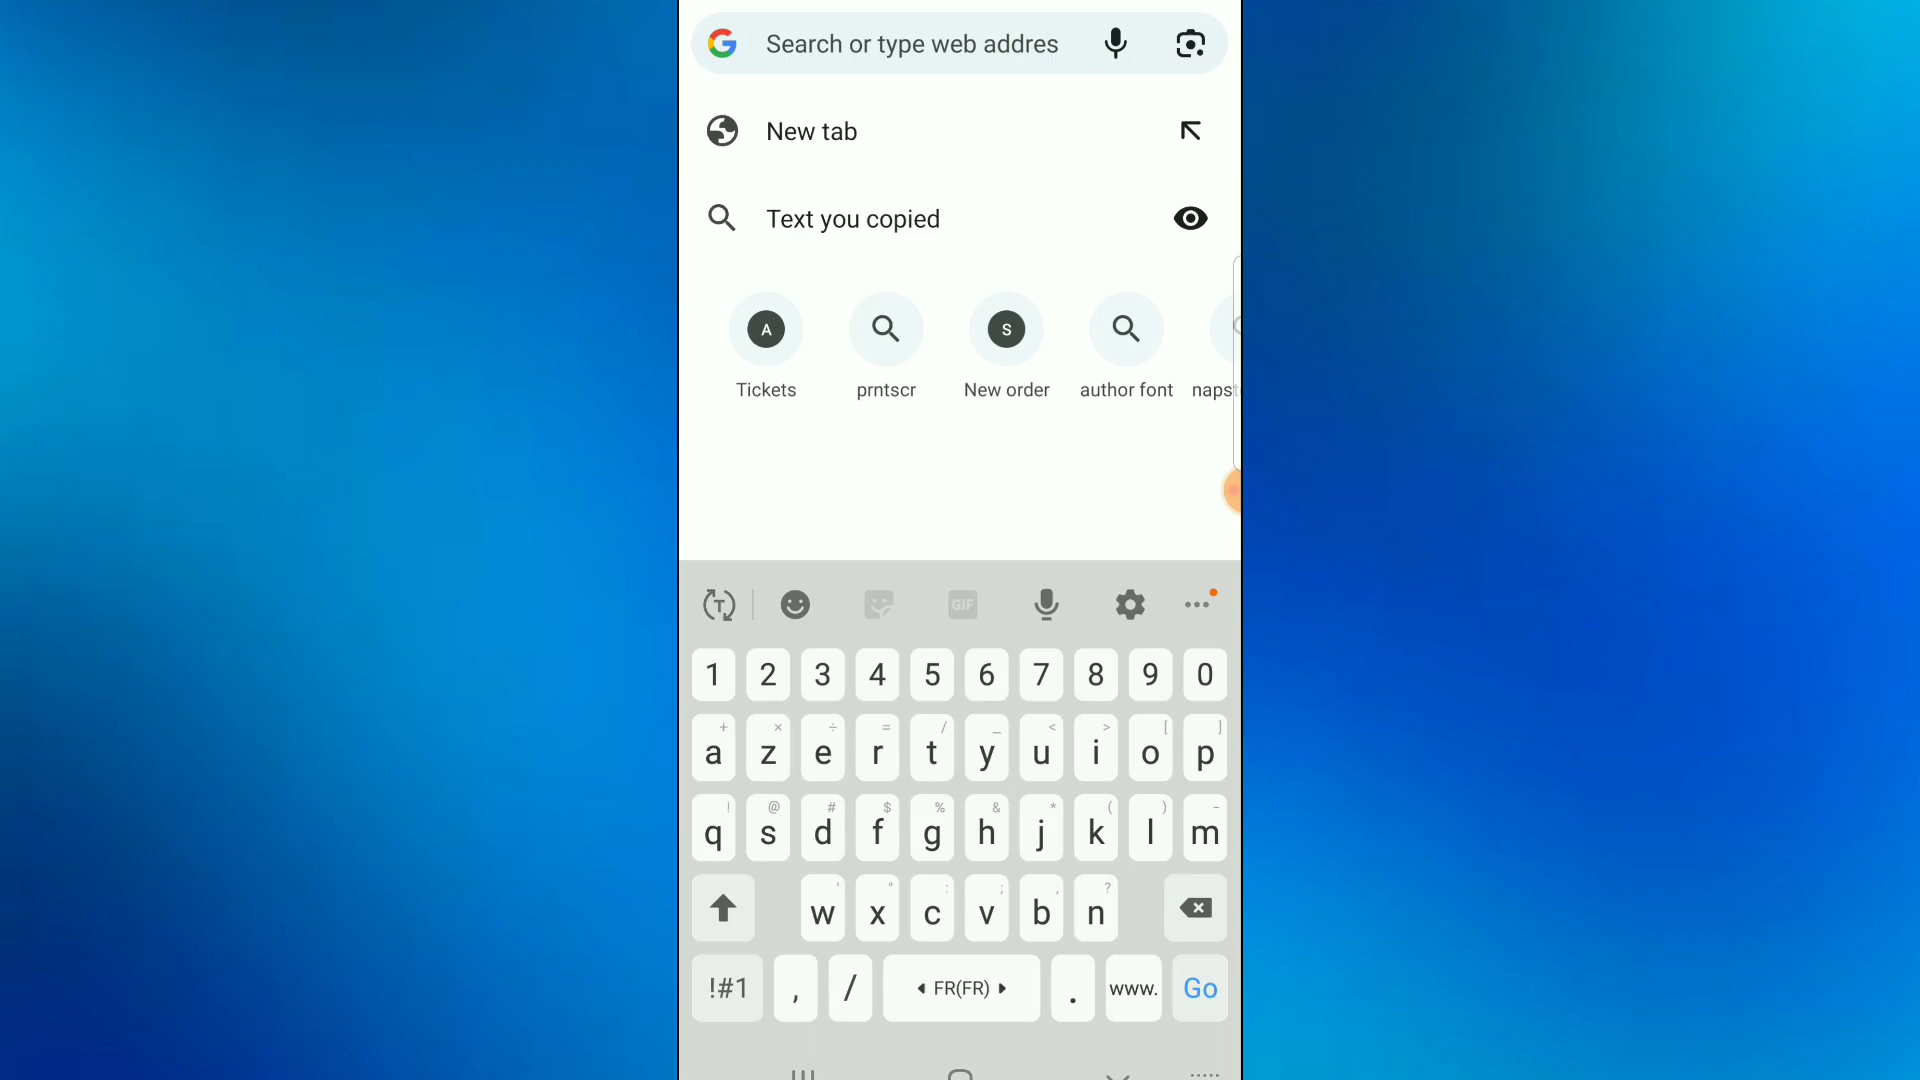 Search or type web addres
New tab
Text you copied
A
S
Tickets
prntscr
New order
author font
naps
T
GIF
1 2 3 4 5 6 7 8 9 0
+ × ÷ = / _ < > [ ]
a z e r t y u i o p
! @ # $ % & * ( ) -
q s d f g h j k l m
' " : ; , ?
w x c v b n
!#1 , / FR(FR) . www. Go